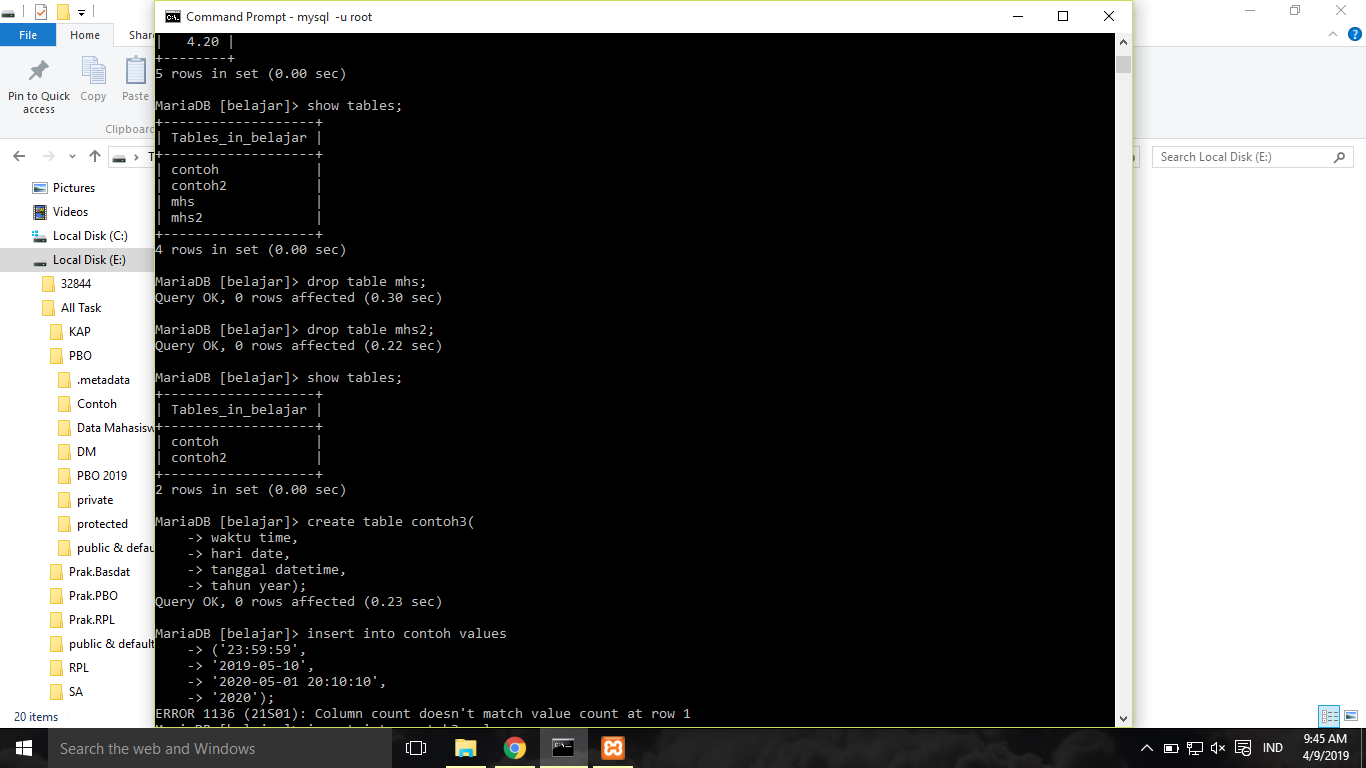 Command Prompt - mysql  -u root
File
Home
Share
Pin to Quick access
Copy
Paste
Clipboard
Search Local Disk (E:)
Pictures
Videos
Local Disk (C:)
Local Disk (E:)
32844
All Task
KAP
PBO
.metadata
Contoh
Data Mahasisw
DM
PBO 2019
private
protected
public & defau
Prak.Basdat
Prak.PBO
Prak.RPL
public & default
RPL
SA
20 items
|   4.20 |
+--------+
5 rows in set (0.00 sec)
MariaDB [belajar]> show tables;
+-------------------+
| Tables_in_belajar |
+-------------------+
| contoh            |
| contoh2           |
| mhs               |
| mhs2              |
+-------------------+
4 rows in set (0.00 sec)
MariaDB [belajar]> drop table mhs;
Query OK, 0 rows affected (0.30 sec)
MariaDB [belajar]> drop table mhs2;
Query OK, 0 rows affected (0.22 sec)
MariaDB [belajar]> show tables;
+-------------------+
| Tables_in_belajar |
+-------------------+
| contoh            |
| contoh2           |
+-------------------+
2 rows in set (0.00 sec)
MariaDB [belajar]> create table contoh3(
    -> waktu time,
    -> hari date,
    -> tanggal datetime,
    -> tahun year);
Query OK, 0 rows affected (0.23 sec)
MariaDB [belajar]> insert into contoh values
    -> ('23:59:59',
    -> '2019-05-10',
    -> '2020-05-01 20:10:10',
    -> '2020');
ERROR 1136 (21S01): Column count doesn't match value count at row 1
Search the web and Windows
IND
9:45 AM
4/9/2019